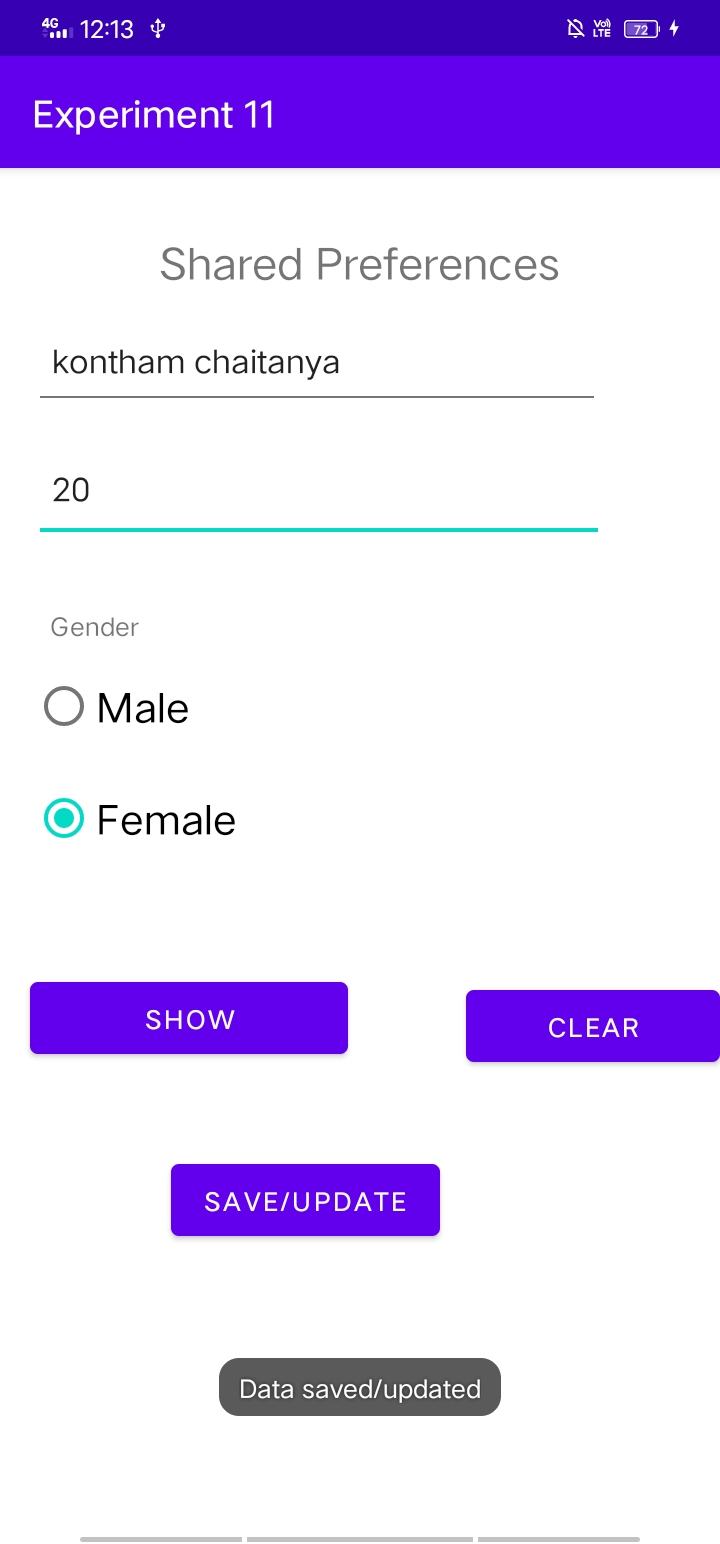 4G 12:13 Vo) LTE 72
Experiment 11
Shared Preferences
kontham chaitanya
20
Gender
Male
Female
SHOW
CLEAR
SAVE/UPDATE
Data saved/updated